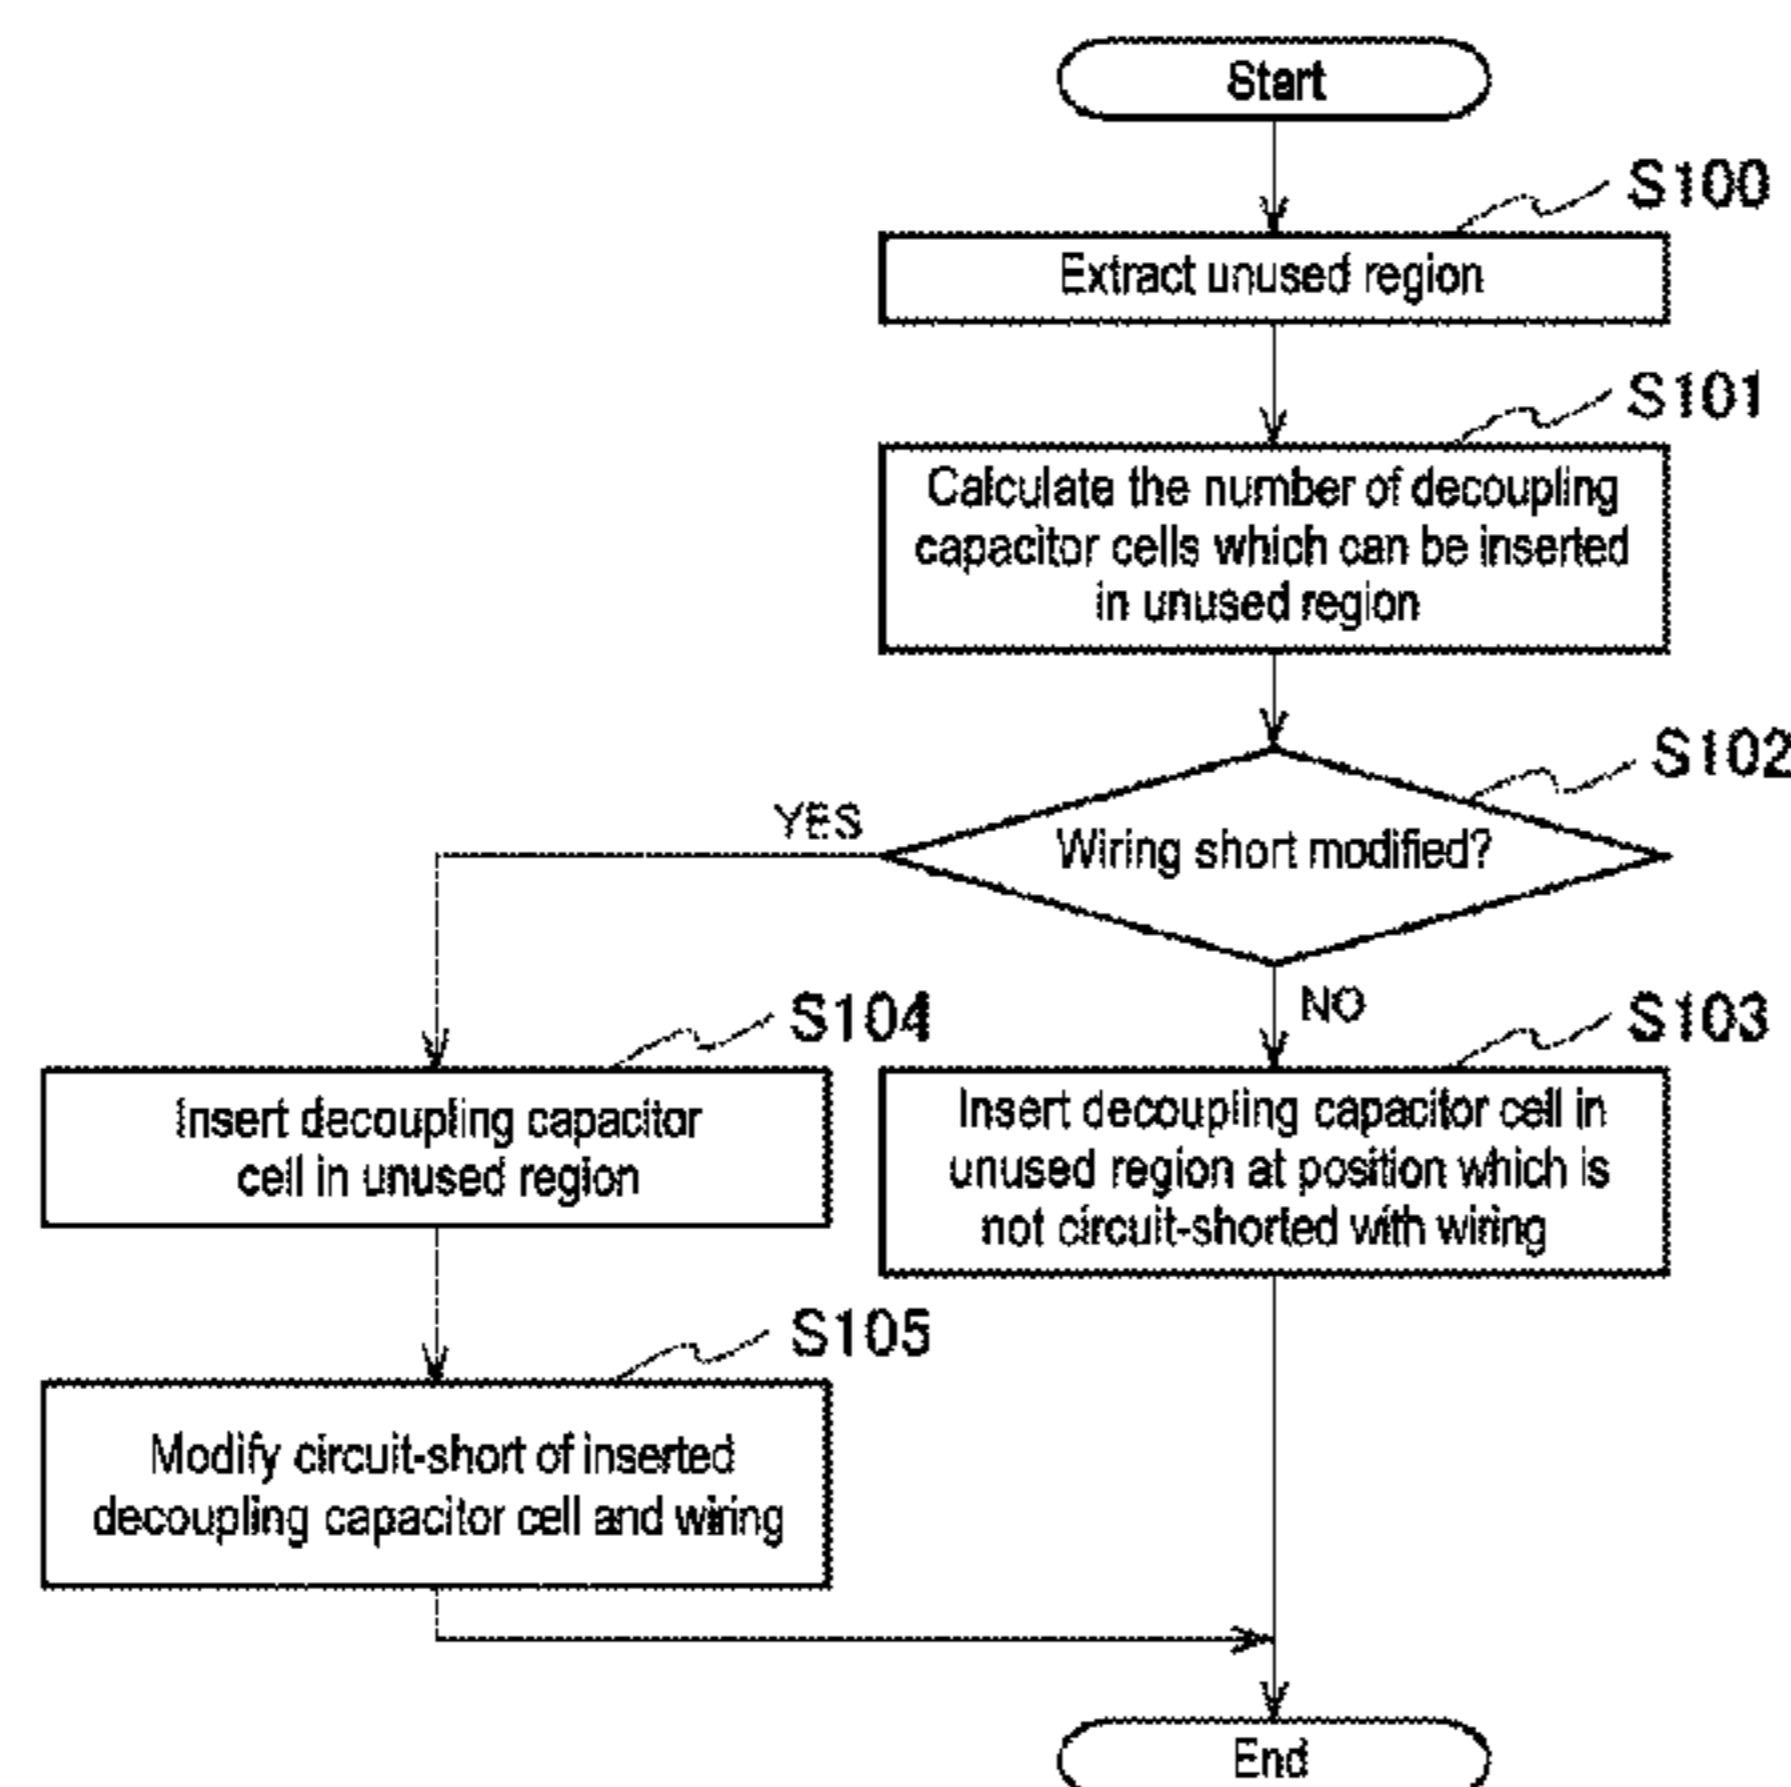 Start
S100
Extract unused region
S101
Calculate the number of decoupling
capacitor cells which can be inserted
in unused region
S102
YES
Wiring short modified?
NO
S104
S103
Insert decoupling capacitor
cell in unused region
Insert decoupling capacitor cell in
unused region at position which is
not circuit-shorted with wiring
S105
Modify circuit-short of inserted
decoupling capacitor cell and wiring
End